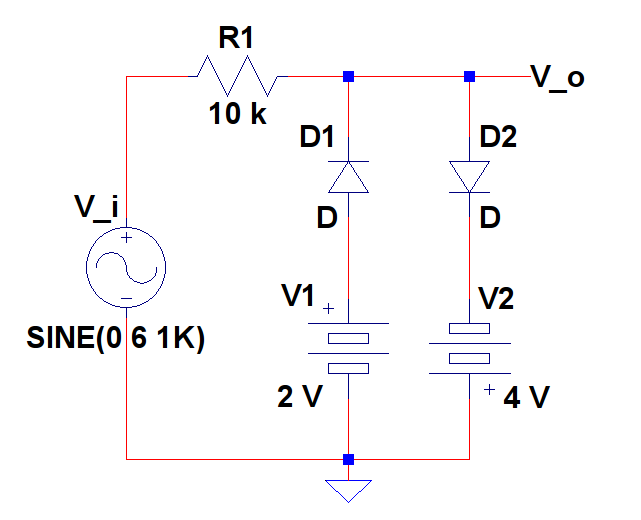 R1
10 k
V_o
D1
D2
D
D
V_i
+
−
SINE(0 6 1K)
V1
+
2 V
V2
+
4 V